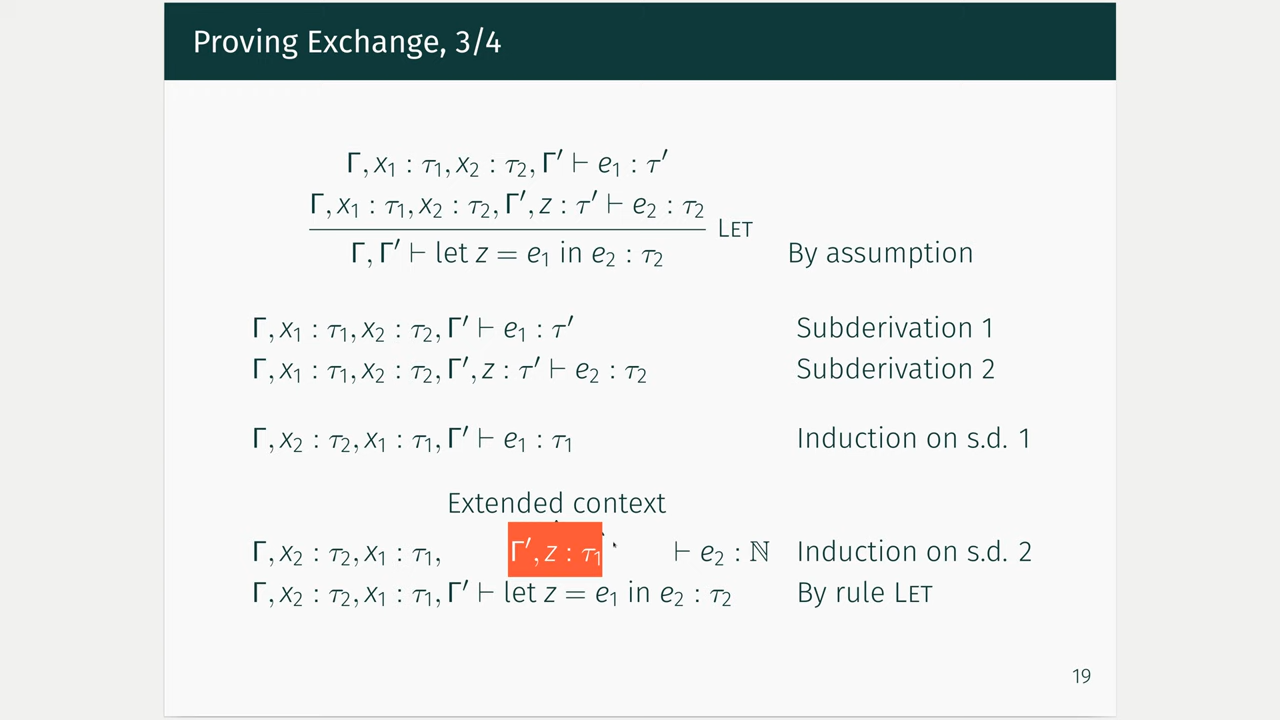 Proving Exchange, 3/4
Γ, x₁ : τ₁, x₂ : τ₂, Γ′ ⊢ e₁ : τ′
Γ, x₁ : τ₁, x₂ : τ₂, Γ′, z : τ′ ⊢ e₂ : τ₂
LET
Γ, Γ′ ⊢ let z = e₁ in e₂ : τ₂ By assumption
Γ, x₁ : τ₁, x₂ : τ₂, Γ′ ⊢ e₁ : τ′ Subderivation 1
Γ, x₁ : τ₁, x₂ : τ₂, Γ′, z : τ′ ⊢ e₂ : τ₂ Subderivation 2
Γ, x₂ : τ₂, x₁ : τ₁, Γ′ ⊢ e₁ : τ₁ Induction on s.d. 1
Extended context
Γ, x₂ : τ₂, x₁ : τ₁, Γ′, z : τ₁ ⊢ e₂ : ℕ Induction on s.d. 2
Γ, x₂ : τ₂, x₁ : τ₁, Γ′ ⊢ let z = e₁ in e₂ : τ₂ By rule LET
19